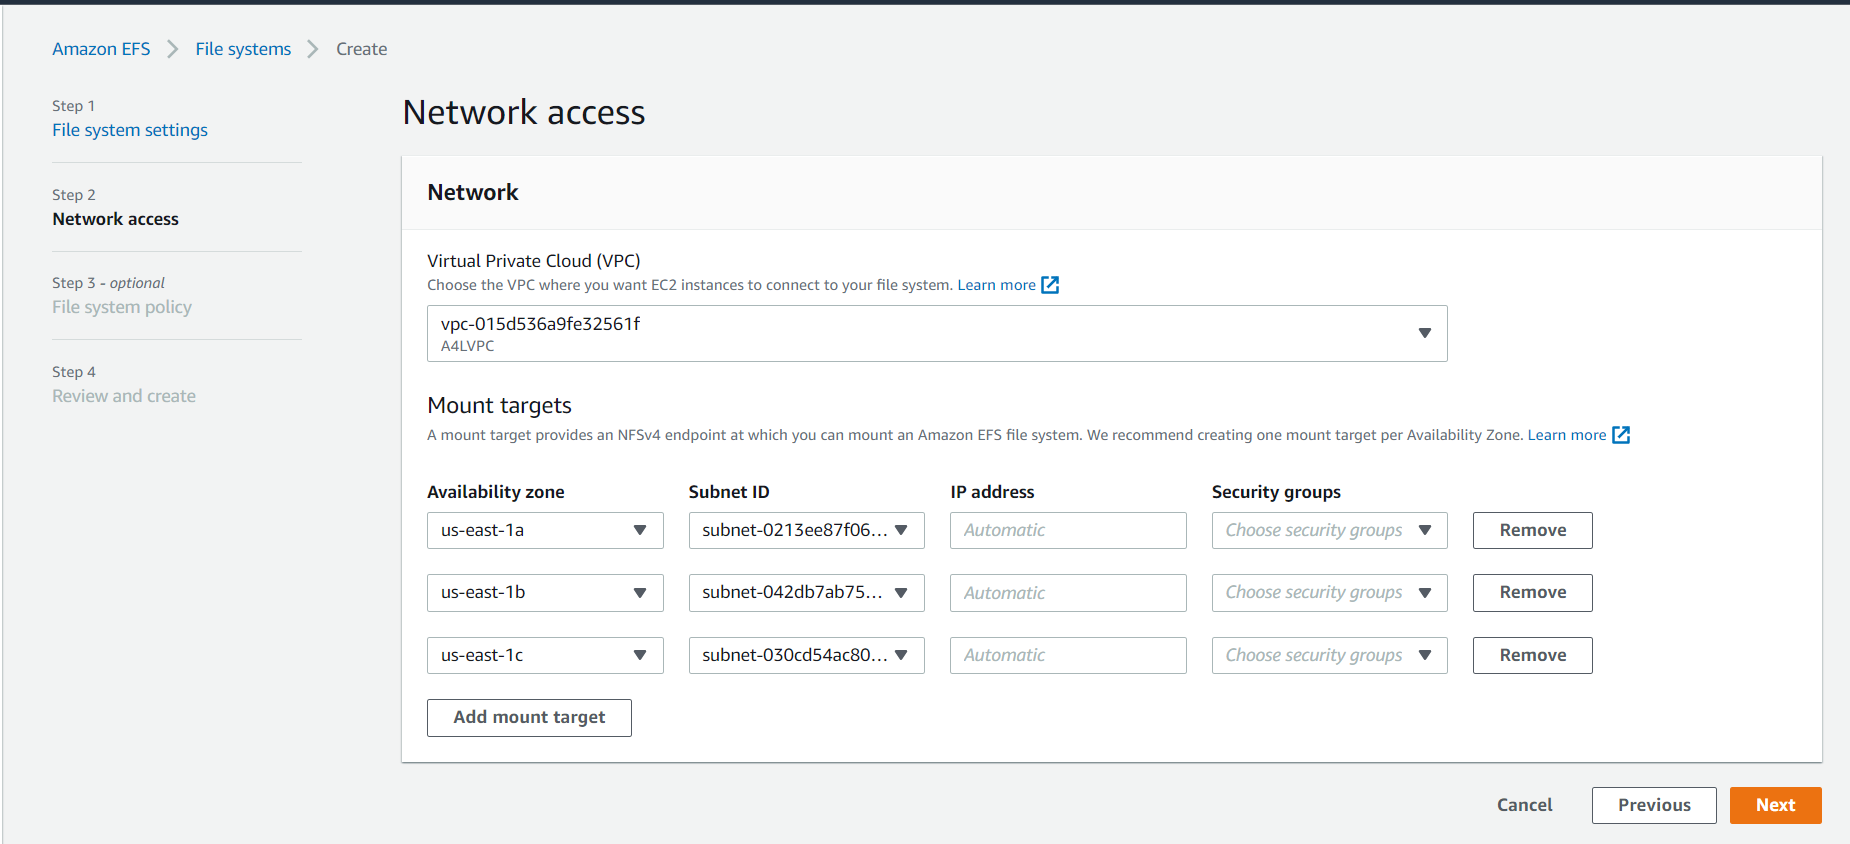 Amazon EFS > File systems > Create
Step 1
File system settings
Step 2
Network access
Step 3 - optional
File system policy
Step 4
Review and create
Network access
Network
Virtual Private Cloud (VPC)
Choose the VPC where you want EC2 instances to connect to your file system. Learn more
vpc-015d536a9fe32561f
A4LVPC
Mount targets
A mount target provides an NFSv4 endpoint at which you can mount an Amazon EFS file system. We recommend creating one mount target per Availability Zone. Learn more
Availability zone Subnet ID IP address Security groups
us-east-1a subnet-0213ee87f06... Automatic Choose security groups Remove
us-east-1b subnet-042db7ab75... Automatic Choose security groups Remove
us-east-1c subnet-030cd54ac80... Automatic Choose security groups Remove
Add mount target
Cancel Previous Next